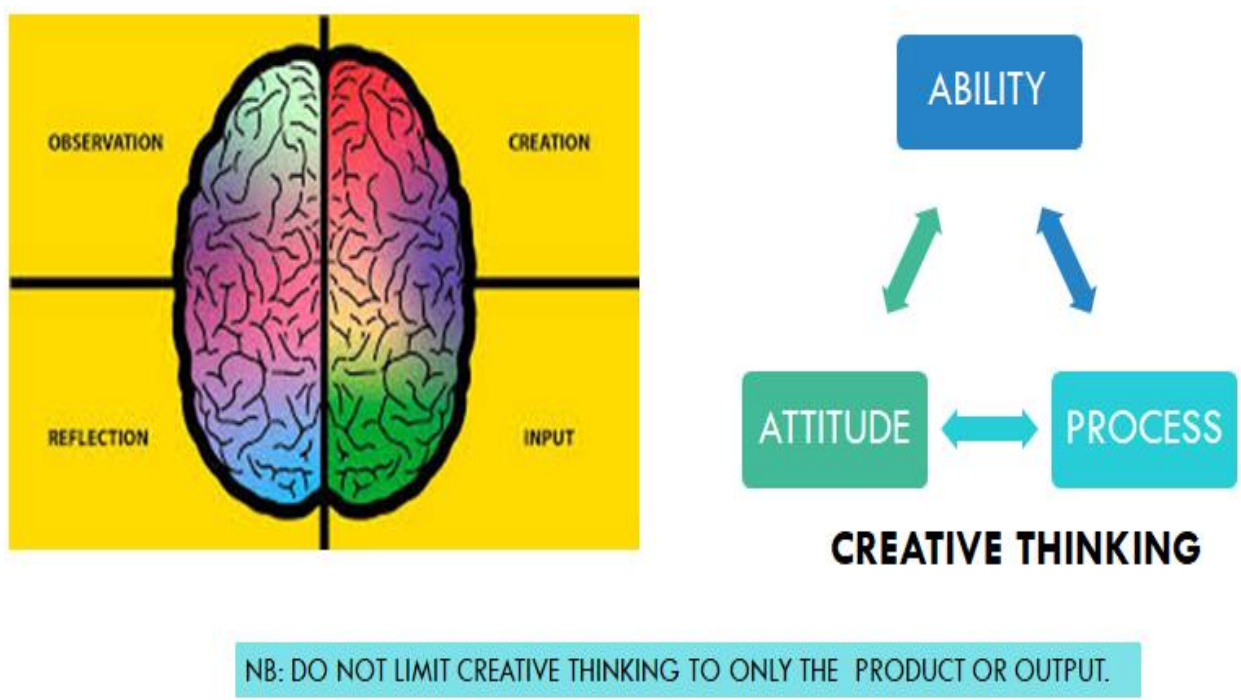 OBSERVATION
CREATION
REFLECTION
INPUT
ABILITY
ATTITUDE
PROCESS
CREATIVE THINKING
NB: DO NOT LIMIT CREATIVE THINKING TO ONLY THE PRODUCT OR OUTPUT.